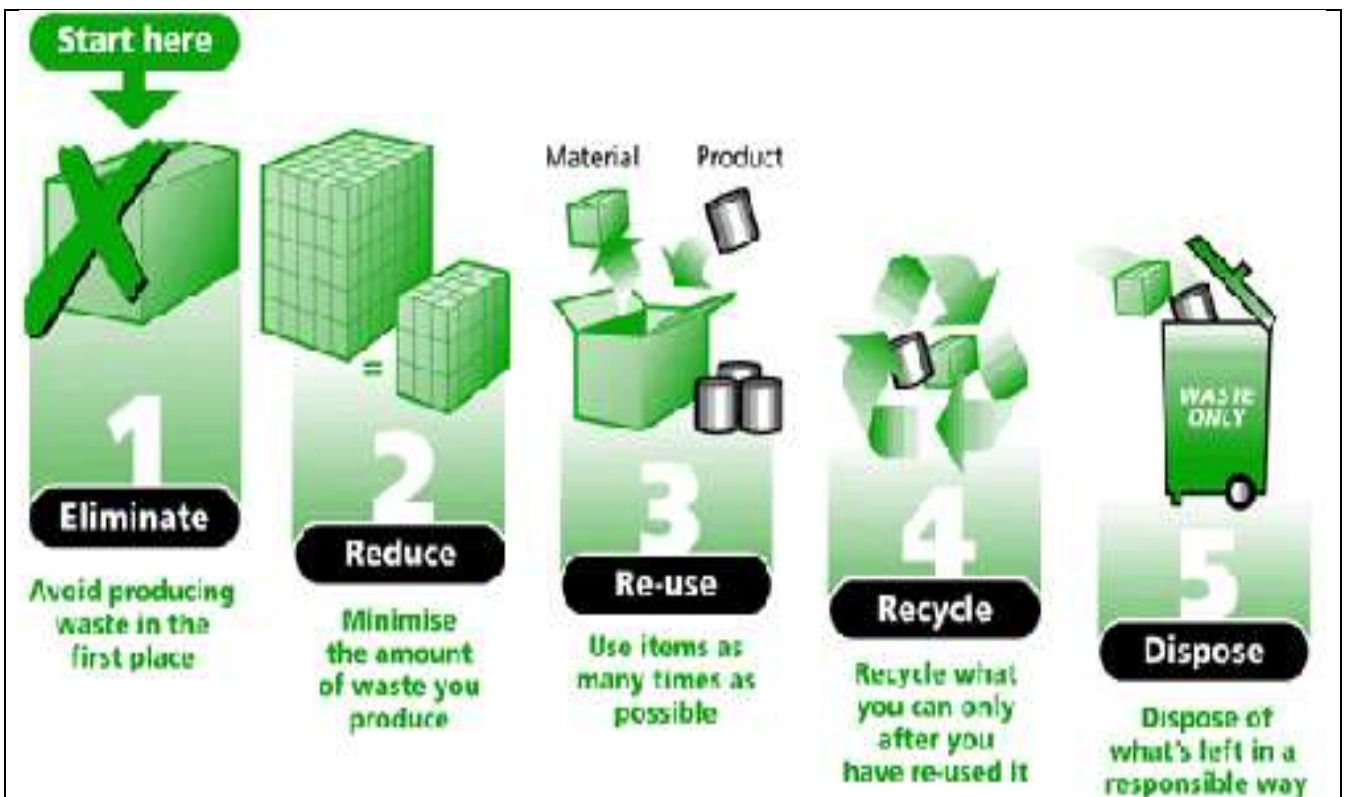 Start here
1
Eliminate
Avoid producing
waste in the
first place
=
2
Reduce
Minimise
the amount
of waste you
produce
Material Product
3
Re-use
Use items as
many times as
possible
4
Recycle
Recycle what
you can only
after you
have re-used it
WASTE
ONLY
5
Dispose
Dispose of
what's left in a
responsible way